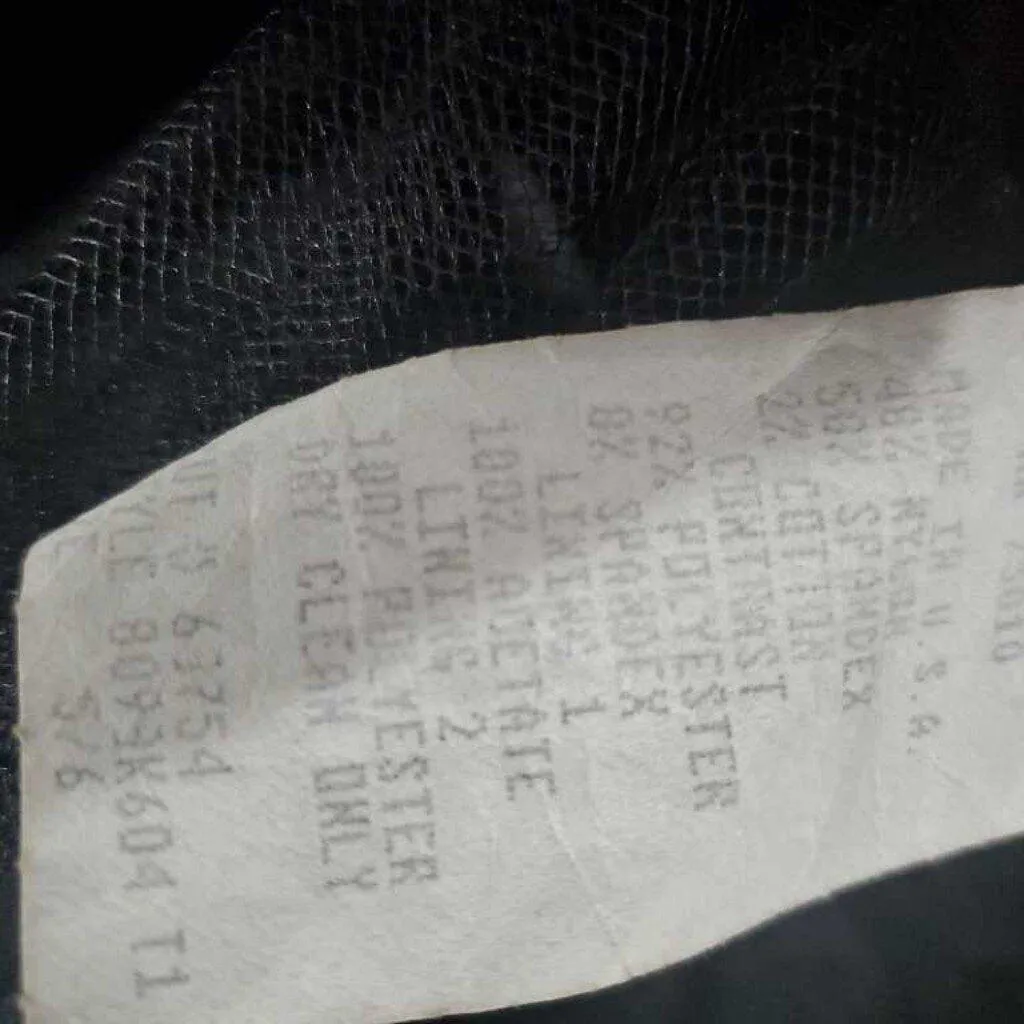 MADE IN U.S.A.
48% NYLON
50% SPANDEX
2% COTTON
CONTRAST
92% POLYESTER
8% SPANDEX
LINING 1
100% ACETATE
LINING 2
100% POLYESTER
DRY CLEAN ONLY
63754
8093K604 T1